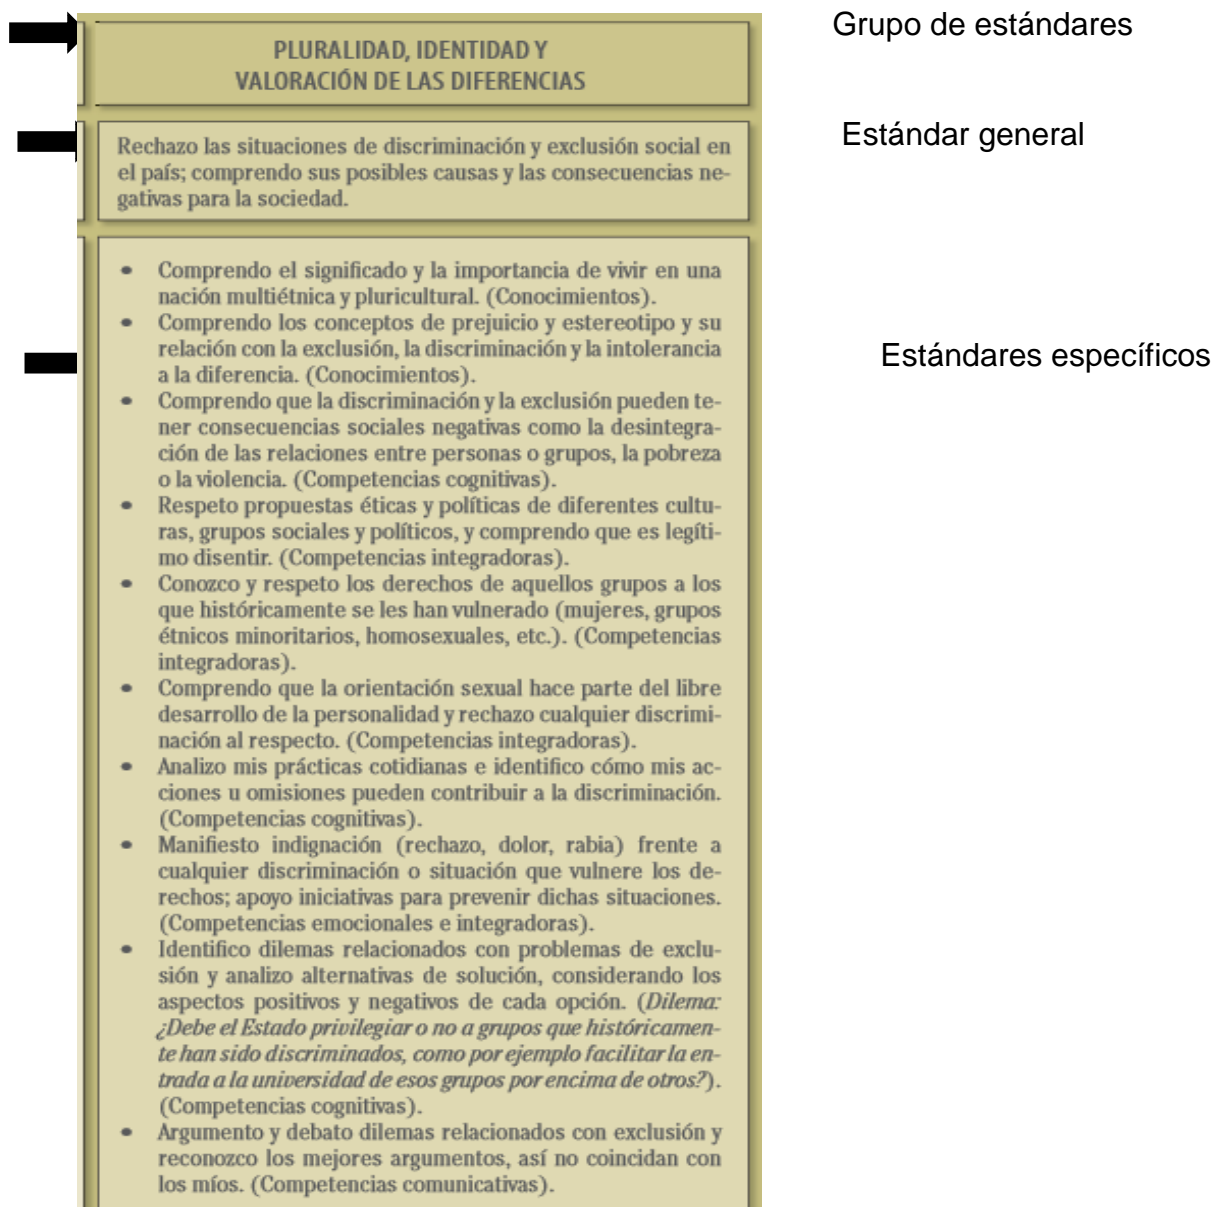 Grupo de estándares
PLURALIDAD, IDENTIDAD Y
VALORACIÓN DE LAS DIFERENCIAS
Estándar general
Rechazo las situaciones de discriminación y exclusión social en
el país; comprendo sus posibles causas y las consecuencias ne-
gativas para la sociedad.
Estándares específicos
• Comprendo el significado y la importancia de vivir en una
nación multiétnica y pluricultural. (Conocimientos).
• Comprendo los conceptos de prejuicio y estereotipo y su
relación con la exclusión, la discriminación y la intolerancia
a la diferencia. (Conocimientos).
• Comprendo que la discriminación y la exclusión pueden te-
ner consecuencias sociales negativas como la desintegra-
ción de las relaciones entre personas o grupos, la pobreza
o la violencia. (Competencias cognitivas).
• Respeto propuestas éticas y políticas de diferentes cultu-
ras, grupos sociales y políticos, y comprendo que es legíti-
mo disentir. (Competencias integradoras).
• Conozco y respeto los derechos de aquellos grupos a los
que históricamente se les han vulnerado (mujeres, grupos
étnicos minoritarios, homosexuales, etc.). (Competencias
integradoras).
• Comprendo que la orientación sexual hace parte del libre
desarrollo de la personalidad y rechazo cualquier discrimi-
nación al respecto. (Competencias integradoras).
• Analizo mis prácticas cotidianas e identifico cómo mis ac-
ciones u omisiones pueden contribuir a la discriminación.
(Competencias cognitivas).
• Manifiesto indignación (rechazo, dolor, rabia) frente a
cualquier discriminación o situación que vulnere los de-
rechos; apoyo iniciativas para prevenir dichas situaciones.
(Competencias emocionales e integradoras).
• Identifico dilemas relacionados con problemas de exclu-
sión y analizo alternativas de solución, considerando los
aspectos positivos y negativos de cada opción. (Dilema:
¿Debe el Estado privilegiar o no a grupos que históricamen-
te han sido discriminados, como por ejemplo facilitar la en-
trada a la universidad de esos grupos por encima de otros?).
(Competencias cognitivas).
• Argumento y debato dilemas relacionados con exclusión y
reconozco los mejores argumentos, así no coincidan con
los míos. (Competencias comunicativas).